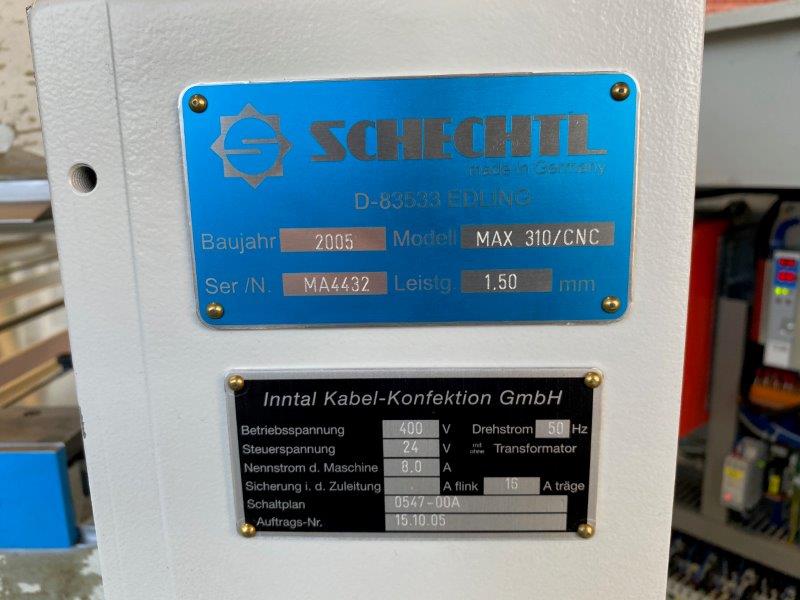 SCHECHTL
made in Germany
D-83533 EDLING
Baujahr 2005 Modell MAX 310/CNC
Ser /N. MA4432 Leistg. 1.50 mm
Inntal Kabel-Konfektion GmbH
Betriebsspannung 400 V Drehstrom 50 Hz
Steuerspannung 24 V mit ohne Transformator
Nennstrom d. Maschine 8.0 A
Sicherung i. d. Zuleitung . A flink 16 A träge
Schaltplan 0547-00A
Auftrags-Nr. 15.10.05